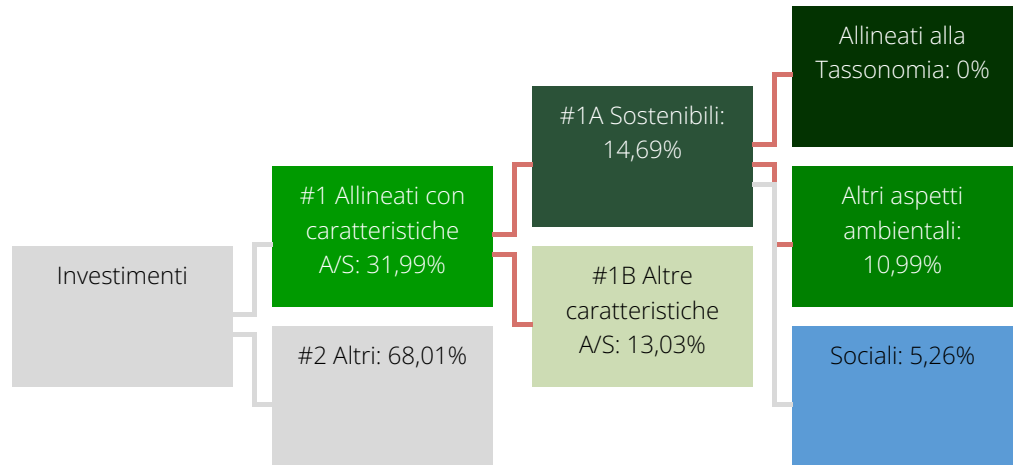 Investimenti
#1 Allineati con
caratteristiche
A/S: 31,99%
#2 Altri: 68,01%
#1A Sostenibili:
14,69%
#1B Altre
caratteristiche
A/S: 13,03%
Allineati alla
Tassonomia: 0%
Altri aspetti
ambientali:
10,99%
Sociali: 5,26%